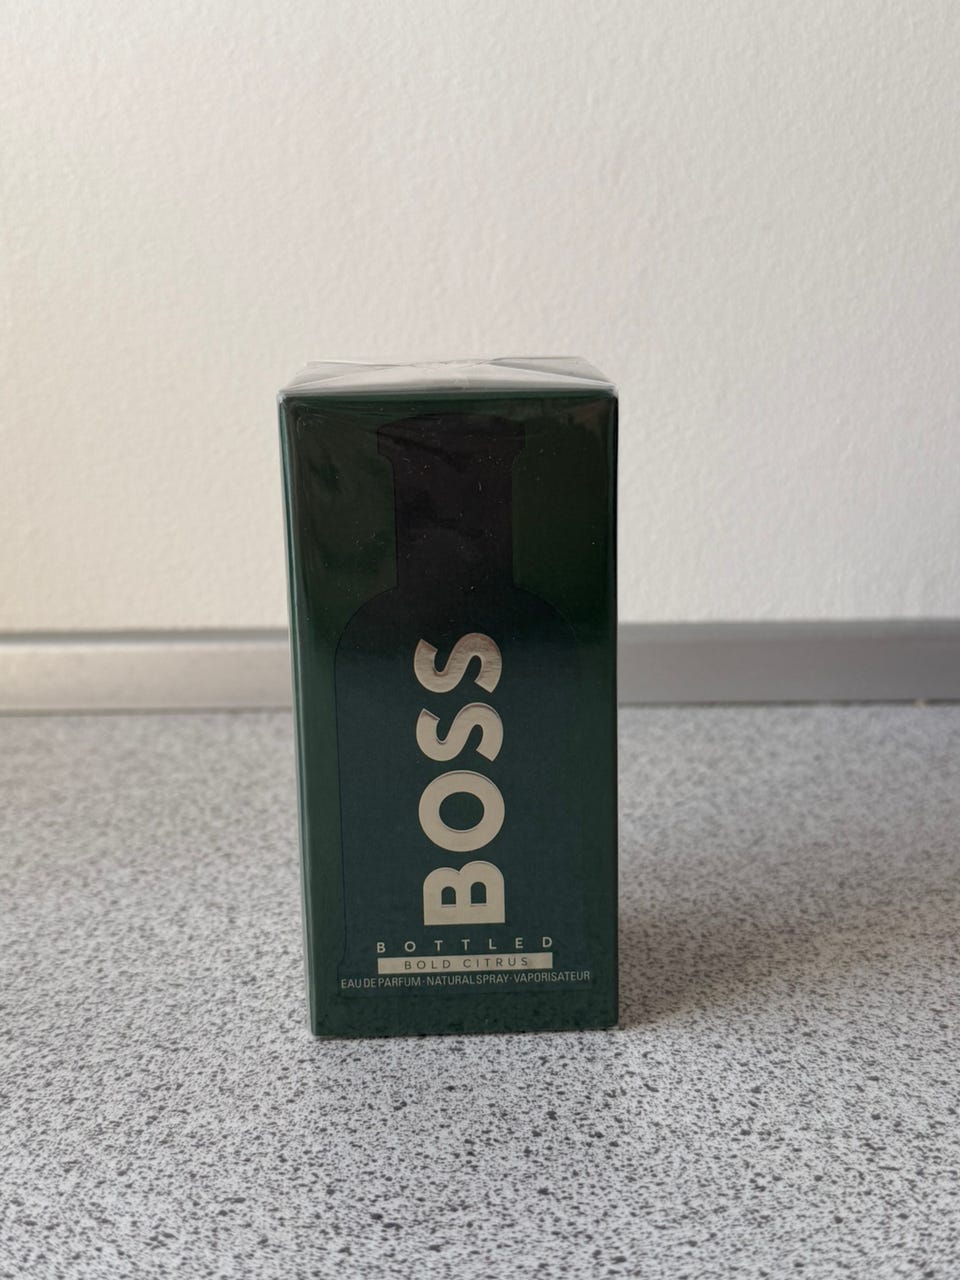 BOSS
BOTTLED
BOLD CITRUS
EAU DE PARFUM · NATURAL SPRAY · VAPORISATEUR